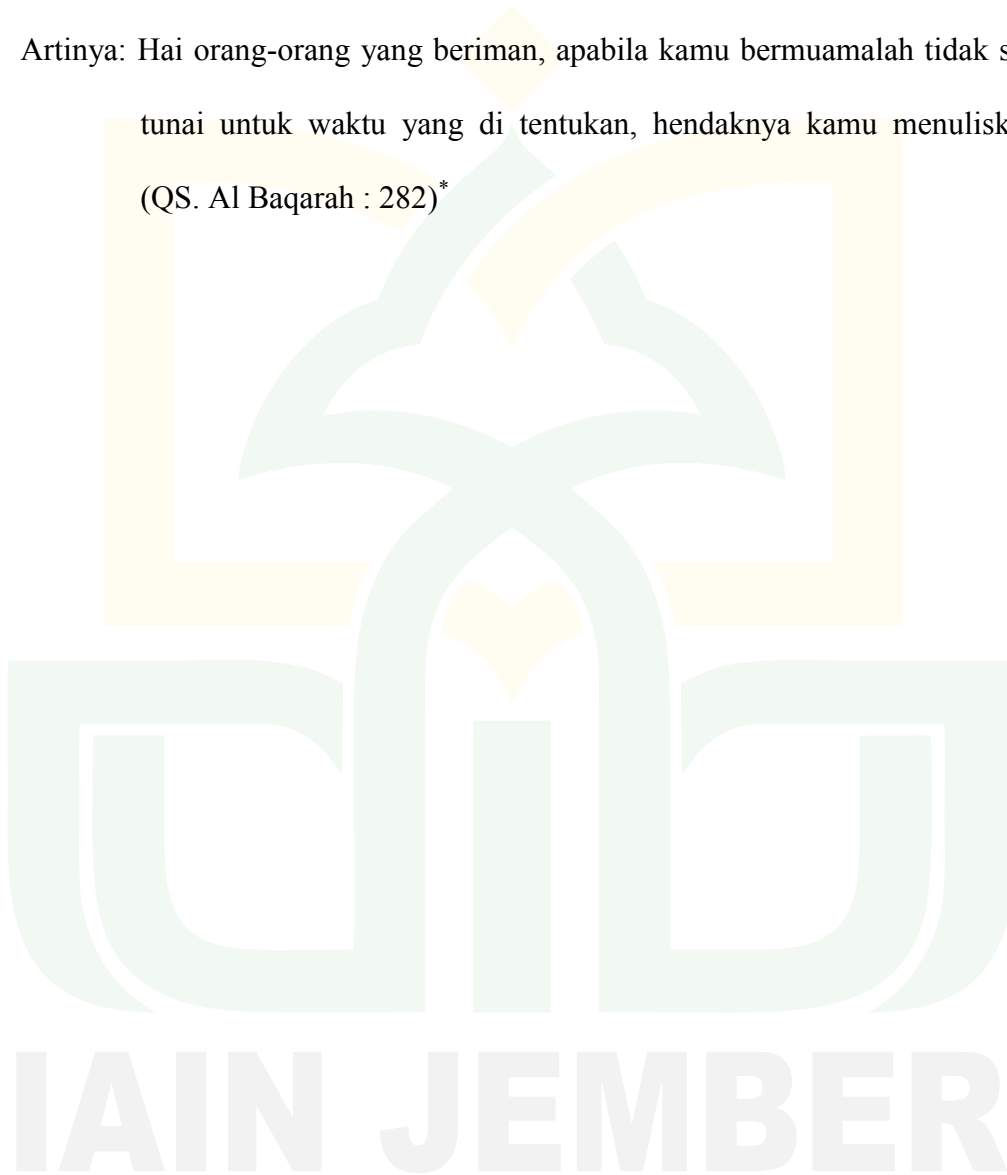 Artinya: Hai orang-orang yang beriman, apabila kamu bermuamalah tidak
tunai untuk waktu yang di tentukan, hendaknya kamu
(QS. Al Baqarah : 282)*
IAIN JEMBER